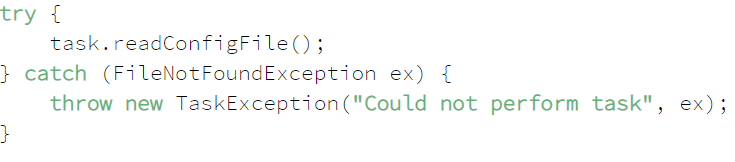 try {
    task.readConfigFile();
} catch (FileNotFoundException ex) {
    throw new TaskException("Could not perform task", ex);
}